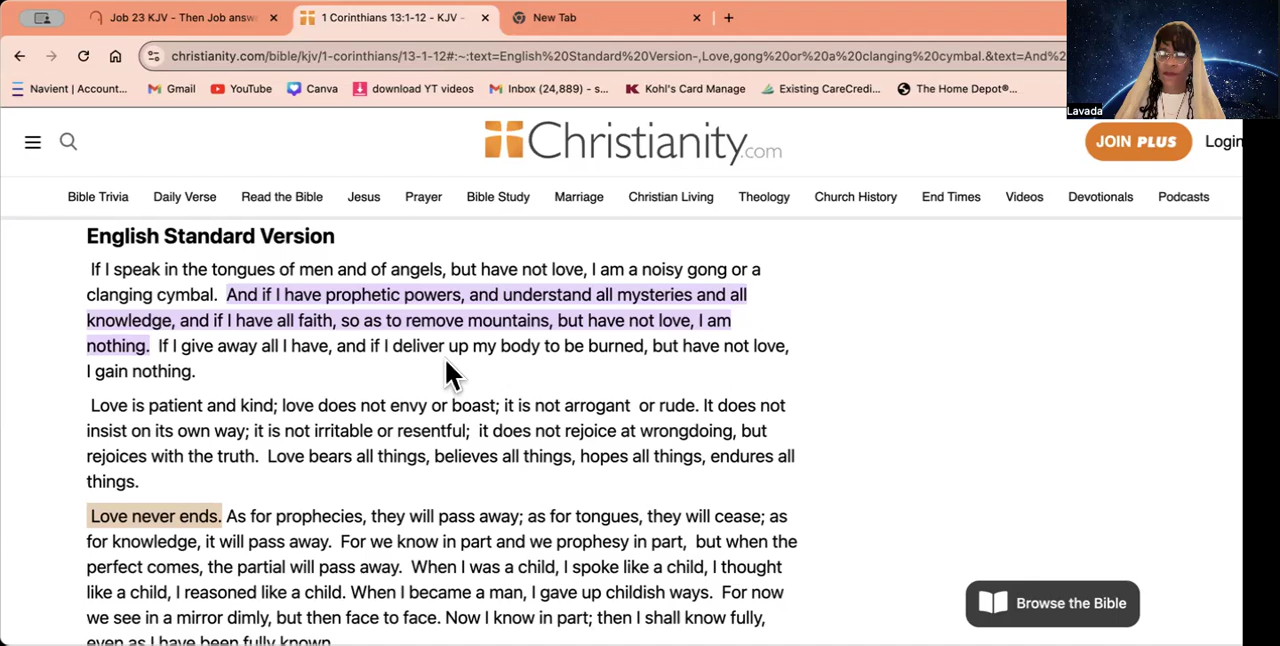 Job 23 KJV - Then Job answ
1 Corinthians 13:1-12 - KJV -
New Tab
christianity.com/bible/kjv/1-corinthians/13-1-12#:~:text=English%20Standard%20Version-,Love,gong%20or%20a%20clanging%20cymbal.&text=And%2
Navient | Account...
Gmail
YouTube
Canva
download YT videos
Inbox (24,889) - s...
Kohl's Card Manage
Existing CareCredi...
The Home Depot®...
Lavada
Christianity.com
JOIN PLUS
Login
Bible Trivia
Daily Verse
Read the Bible
Jesus
Prayer
Bible Study
Marriage
Christian Living
Theology
Church History
End Times
Videos
Devotionals
Podcasts
English Standard Version
If I speak in the tongues of men and of angels, but have not love, I am a noisy gong or a
clanging cymbal. And if I have prophetic powers, and understand all mysteries and all
knowledge, and if I have all faith, so as to remove mountains, but have not love, I am
nothing. If I give away all I have, and if I deliver up my body to be burned, but have not love,
I gain nothing.
Love is patient and kind; love does not envy or boast; it is not arrogant or rude. It does not
insist on its own way; it is not irritable or resentful; it does not rejoice at wrongdoing, but
rejoices with the truth. Love bears all things, believes all things, hopes all things, endures all
things.
Love never ends. As for prophecies, they will pass away; as for tongues, they will cease; as
for knowledge, it will pass away. For we know in part and we prophesy in part, but when the
perfect comes, the partial will pass away. When I was a child, I spoke like a child, I thought
like a child, I reasoned like a child. When I became a man, I gave up childish ways. For now
we see in a mirror dimly, but then face to face. Now I know in part; then I shall know fully,
even as I have been fully known.
Browse the Bible